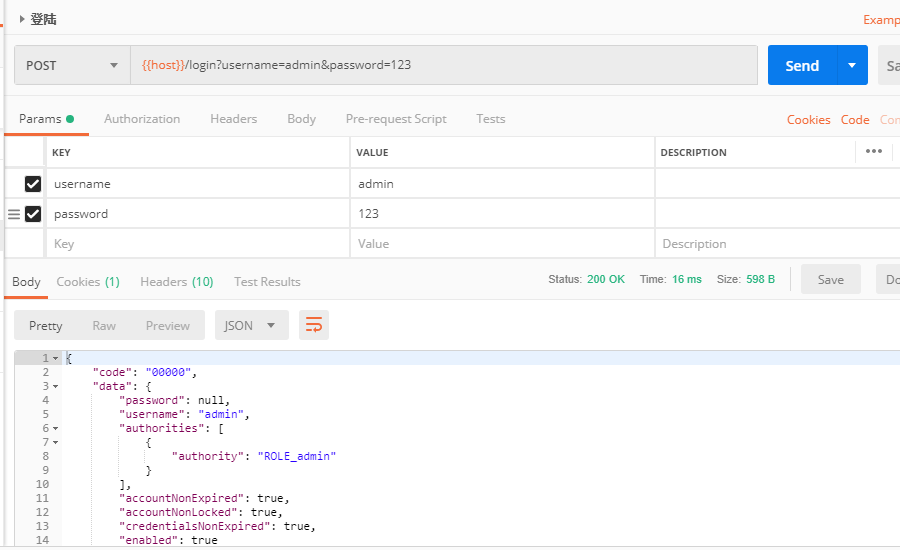 登陆
Examp
POST
{{host}}/login?username=admin&password=123
Send
Sa
Params
Authorization
Headers
Body
Pre-request Script
Tests
Cookies
Code
Com
KEY
VALUE
DESCRIPTION
•••
username
admin
password
123
Key
Value
Description
Body
Cookies (1)
Headers (10)
Test Results
Status: 200 OK
Time: 16 ms
Size: 598 B
Save
Do
Pretty
Raw
Preview
JSON
1 {
2 "code": "00000",
3 "data": {
4 "password": null,
5 "username": "admin",
6 "authorities": [
7 {
8 "authority": "ROLE_admin"
9 }
10 ],
11 "accountNonExpired": true,
12 "accountNonLocked": true,
13 "credentialsNonExpired": true,
14 "enabled": true